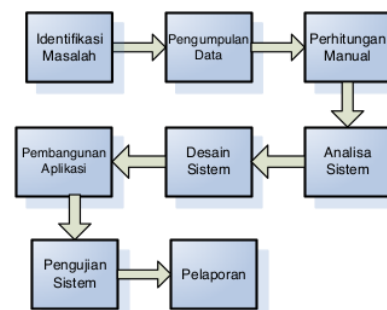 Identifikasi
Masalah
Pengumpulan
Data
Perhitungan
Manual
Analisa
Sistem
Desain
Sistem
Pembangunan
Aplikasi
Pengujian
Sistem
Pelaporan